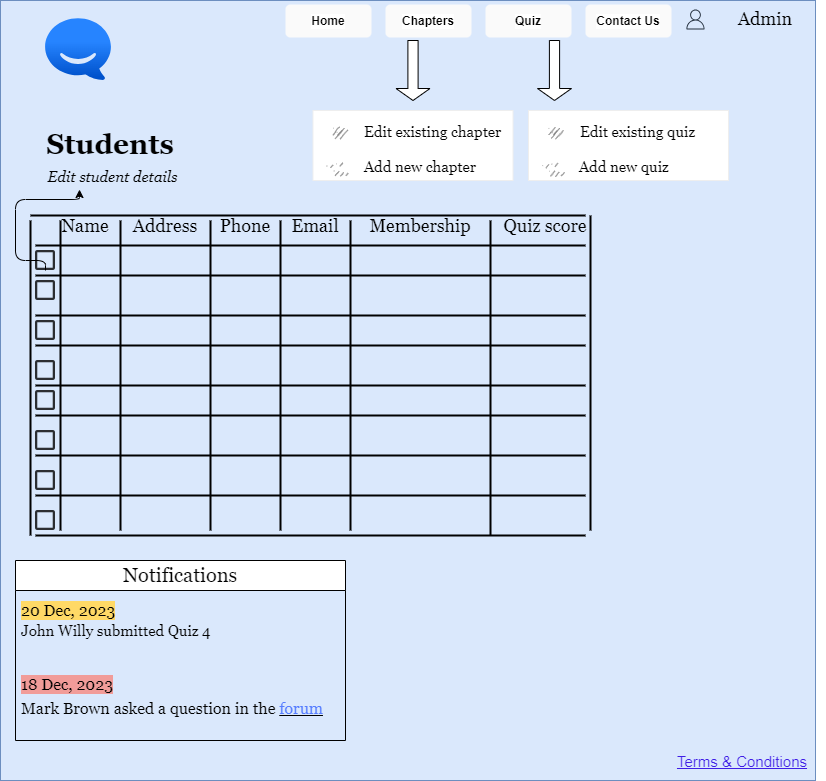 Home Chapters Quiz Contact Us Admin
Edit existing chapter
Add new chapter
Edit existing quiz
Add new quiz
Students
Edit student details
Name Address Phone Email Membership Quiz score
Notifications
20 Dec, 2023
John Willy submitted Quiz 4
18 Dec, 2023
Mark Brown asked a question in the forum
Terms & Conditions